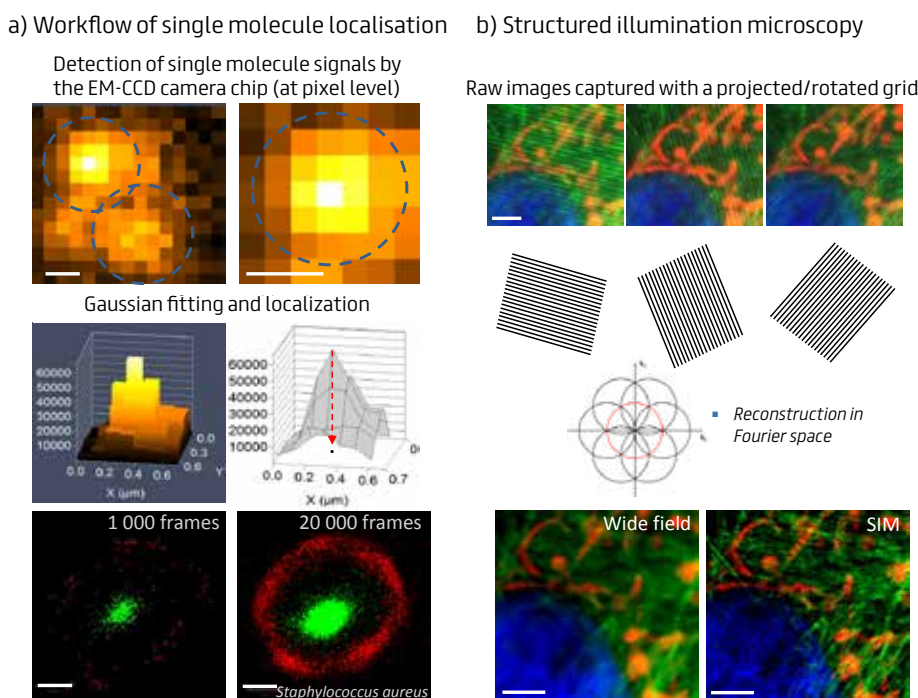 a) Workflow of single molecule localisation
Detection of single molecule signals by
the EM-CCD camera chip (at pixel level)
Gaussian fitting and localization
60000
50000
40000
30000
20000
10000
0.0
0.3
0.6
Y
0.0
0.2
0.4
0.6
X (µm)
60000
50000
40000
30000
20000
10000
0.0
0.2
0.3
0.5
0.6
0.7
X (µm)
1 000 frames
20 000 frames
Staphylococcus aureus
b) Structured illumination microscopy
Raw images captured with a projected/rotated grid
Reconstruction in
Fourier space
Wide field
SIM